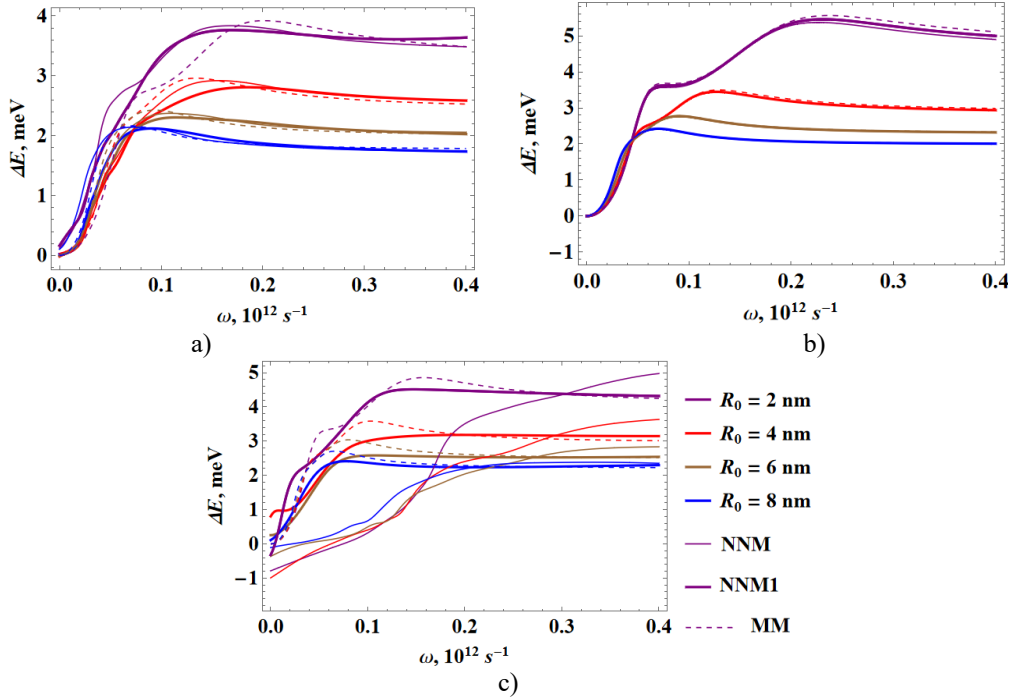 4
3
2
1
0
ΔE, meV
0.0 0.1 0.2 0.3 0.4
ω, 10¹² s⁻¹
a)
5
4
3
2
1
0
−1
ΔE, meV
0.0 0.1 0.2 0.3 0.4
ω, 10¹² s⁻¹
b)
5
4
3
2
1
0
−1
ΔE, meV
0.0 0.1 0.2 0.3 0.4
ω, 10¹² s⁻¹
c)
R₀ = 2 nm
R₀ = 4 nm
R₀ = 6 nm
R₀ = 8 nm
NNM
NNM1
MM